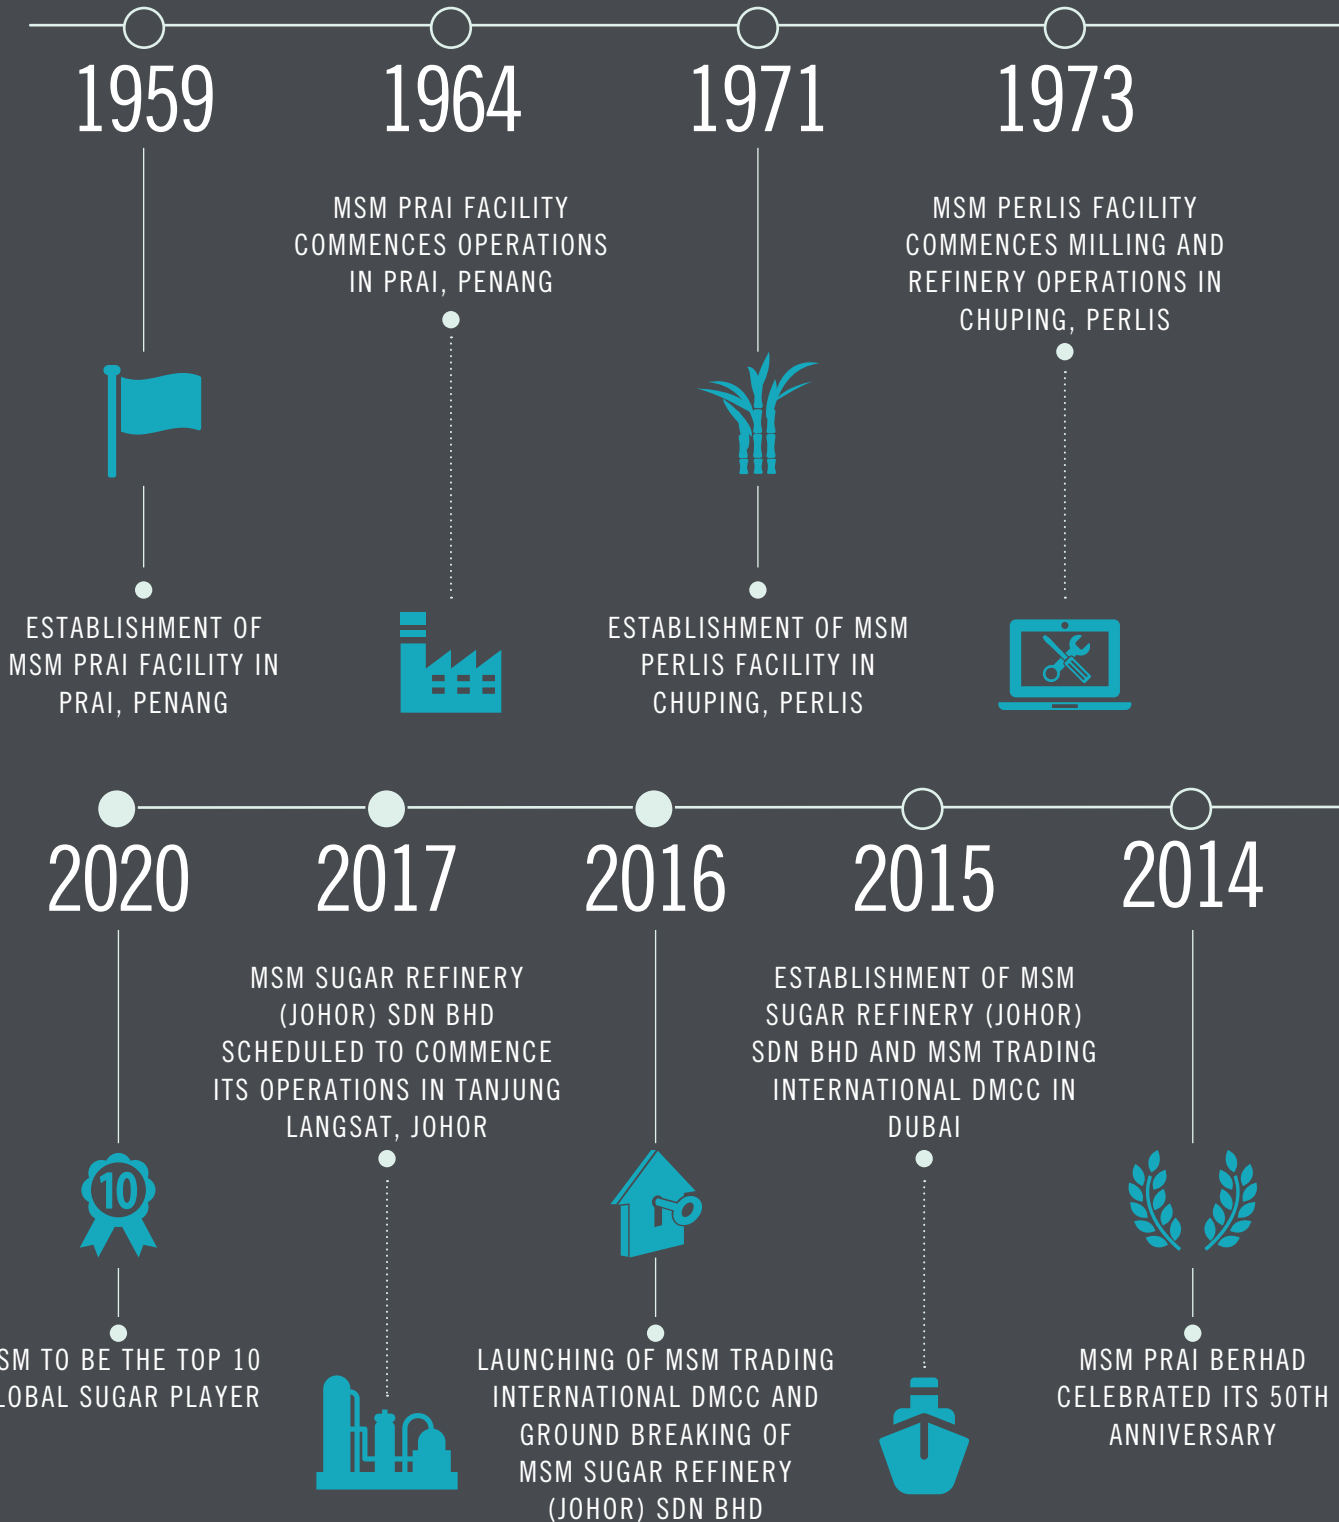 1959
ESTABLISHMENT OF
MSM PRAI FACILITY IN
PRAI, PENANG
1964
MSM PRAI FACILITY
COMMENCES OPERATIONS
IN PRAI, PENANG
1971
ESTABLISHMENT OF MSM
PERLIS FACILITY IN
CHUPING, PERLIS
1973
MSM PERLIS FACILITY
COMMENCES MILLING AND
REFINERY OPERATIONS IN
CHUPING, PERLIS
2020
10
SM TO BE THE TOP 10
LOBAL SUGAR PLAYER
2017
MSM SUGAR REFINERY
(JOHOR) SDN BHD
SCHEDULED TO COMMENCE
ITS OPERATIONS IN TANJUNG
LANGSAT, JOHOR
2016
LAUNCHING OF MSM TRADING
INTERNATIONAL DMCC AND
GROUND BREAKING OF
MSM SUGAR REFINERY
(JOHOR) SDN BHD
2015
ESTABLISHMENT OF MSM
SUGAR REFINERY (JOHOR)
SDN BHD AND MSM TRADING
INTERNATIONAL DMCC IN
DUBAI
2014
MSM PRAI BERHAD
CELEBRATED ITS 50TH
ANNIVERSARY